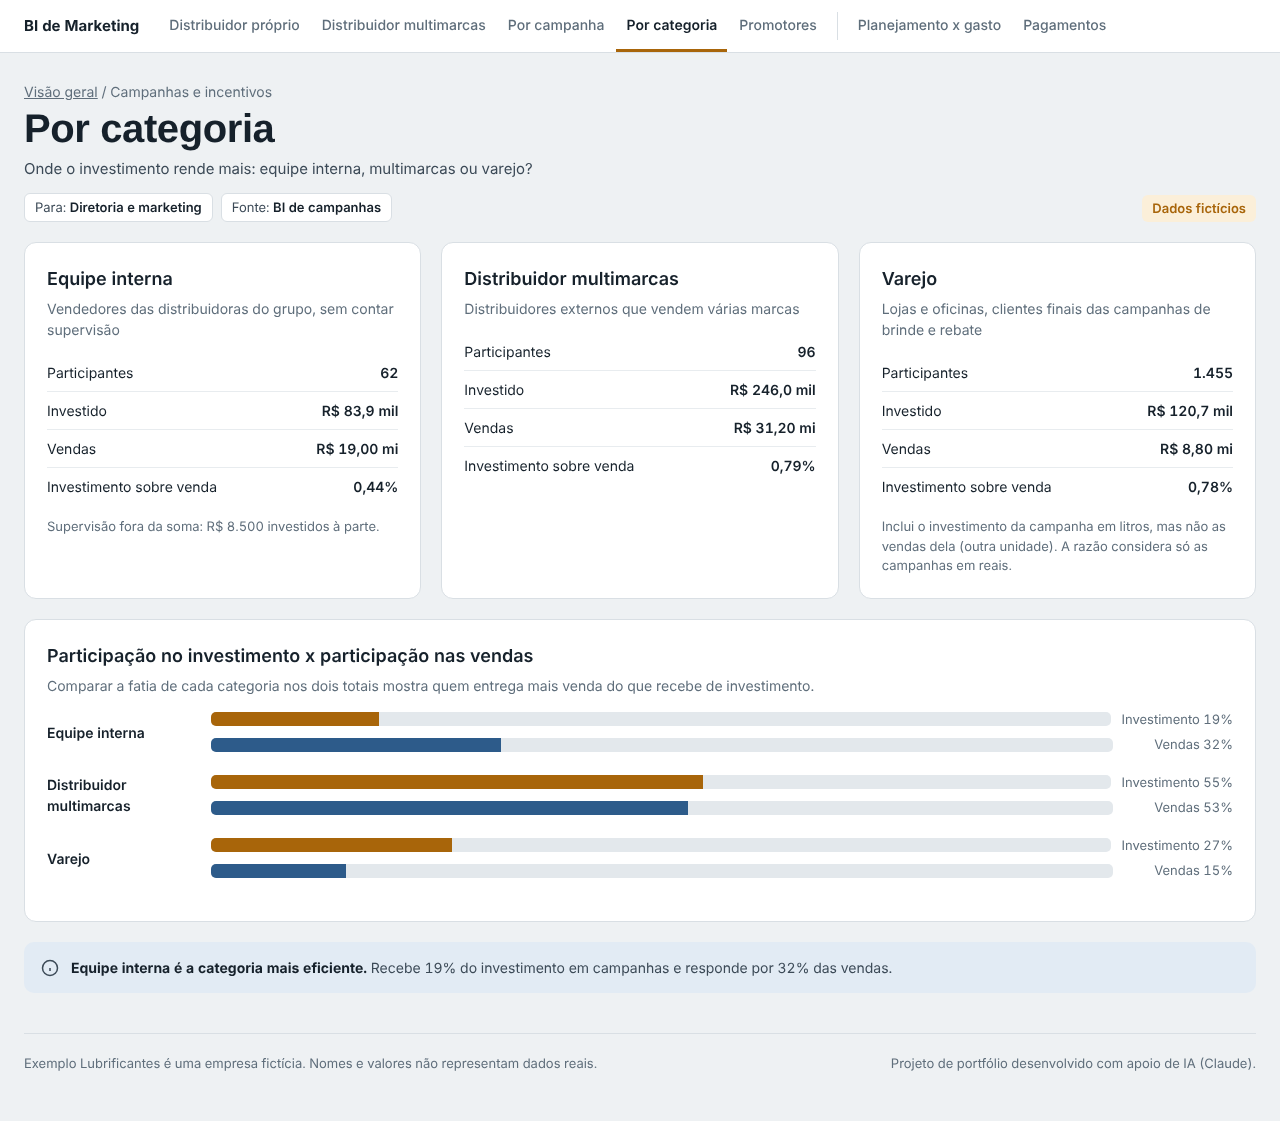 BI de Marketing
Distribuidor próprio
Distribuidor multimarcas
Por campanha
Por categoria
Promotores
Planejamento x gasto
Pagamentos
Visão geral / Campanhas e incentivos
Por categoria
Onde o investimento rende mais: equipe interna, multimarcas ou varejo?
Para: Diretoria e marketing
Fonte: BI de campanhas
Dados fictícios
Equipe interna
Vendedores das distribuidoras do grupo, sem contar
supervisão
Participantes 62
Investido R$ 83,9 mil
Vendas R$ 19,00 mi
Investimento sobre venda 0,44%
Supervisão fora da soma: R$ 8.500 investidos à parte.
Distribuidor multimarcas
Distribuidores externos que vendem várias marcas
Participantes 96
Investido R$ 246,0 mil
Vendas R$ 31,20 mi
Investimento sobre venda 0,79%
Varejo
Lojas e oficinas, clientes finais das campanhas de
brinde e rebate
Participantes 1.455
Investido R$ 120,7 mil
Vendas R$ 8,80 mi
Investimento sobre venda 0,78%
Inclui o investimento da campanha em litros, mas não as
vendas dela (outra unidade). A razão considera só as
campanhas em reais.
Participação no investimento x participação nas vendas
Comparar a fatia de cada categoria nos dois totais mostra quem entrega mais venda do que recebe de investimento.
Equipe interna
Investimento 19%
Vendas 32%
Distribuidor
multimarcas
Investimento 55%
Vendas 53%
Varejo
Investimento 27%
Vendas 15%
Equipe interna é a categoria mais eficiente. Recebe 19% do investimento em campanhas e responde por 32% das vendas.
Exemplo Lubrificantes é uma empresa fictícia. Nomes e valores não representam dados reais.
Projeto de portfólio desenvolvido com apoio de IA (Claude).